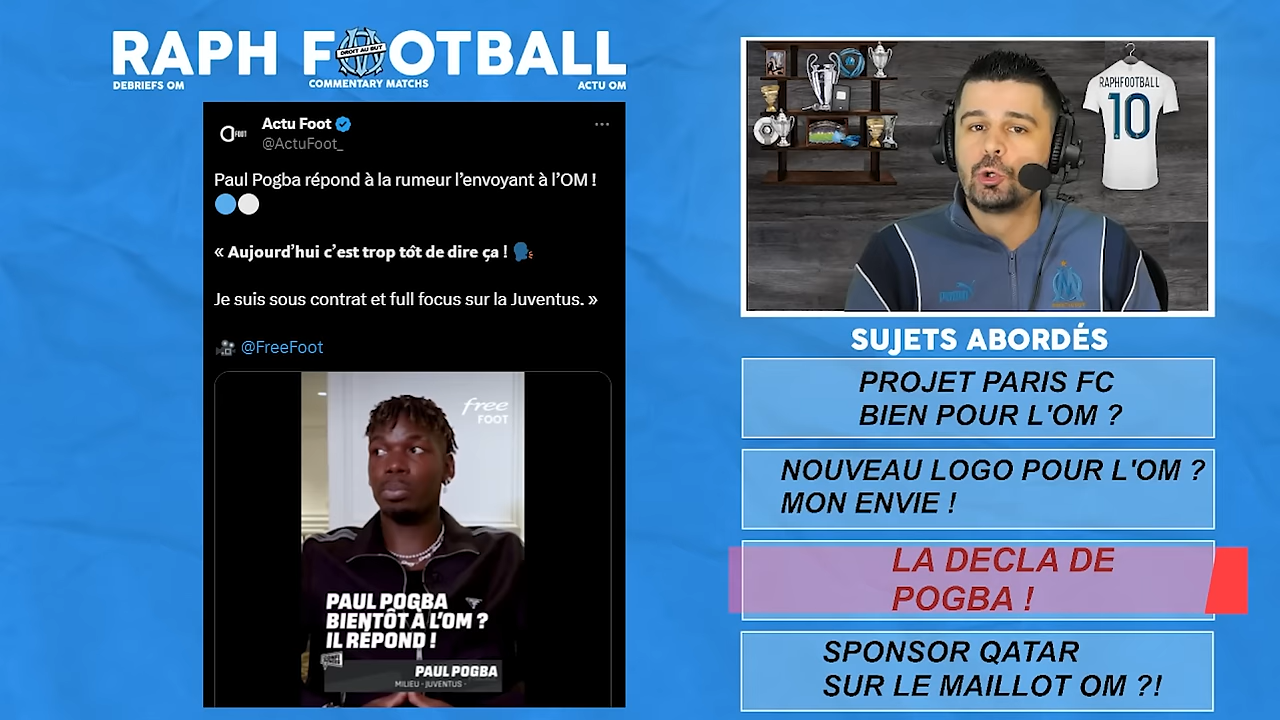 RAPH FOOTBALL
DROIT AU BUT
DEBRIEFS OM
COMMENTARY MATCHS
ACTU OM
FOOT
Actu Foot
@ActuFoot_
Paul Pogba répond à la rumeur l’envoyant à l’OM !
« Aujourd’hui c’est trop tôt de dire ça !
Je suis sous contrat et full focus sur la Juventus. »
@FreeFoot
free
FOOT
PAUL POGBA
BIENTÔT À L’OM ?
IL RÉPOND !
PAUL POGBA
MILIEU - JUVENTUS -
RAPHFOOTBALL
10
PUMA
SUJETS ABORDÉS
PROJET PARIS FC
BIEN POUR L'OM ?
NOUVEAU LOGO POUR L'OM ?
MON ENVIE !
LA DECLA DE
POGBA !
SPONSOR QATAR
SUR LE MAILLOT OM ?!